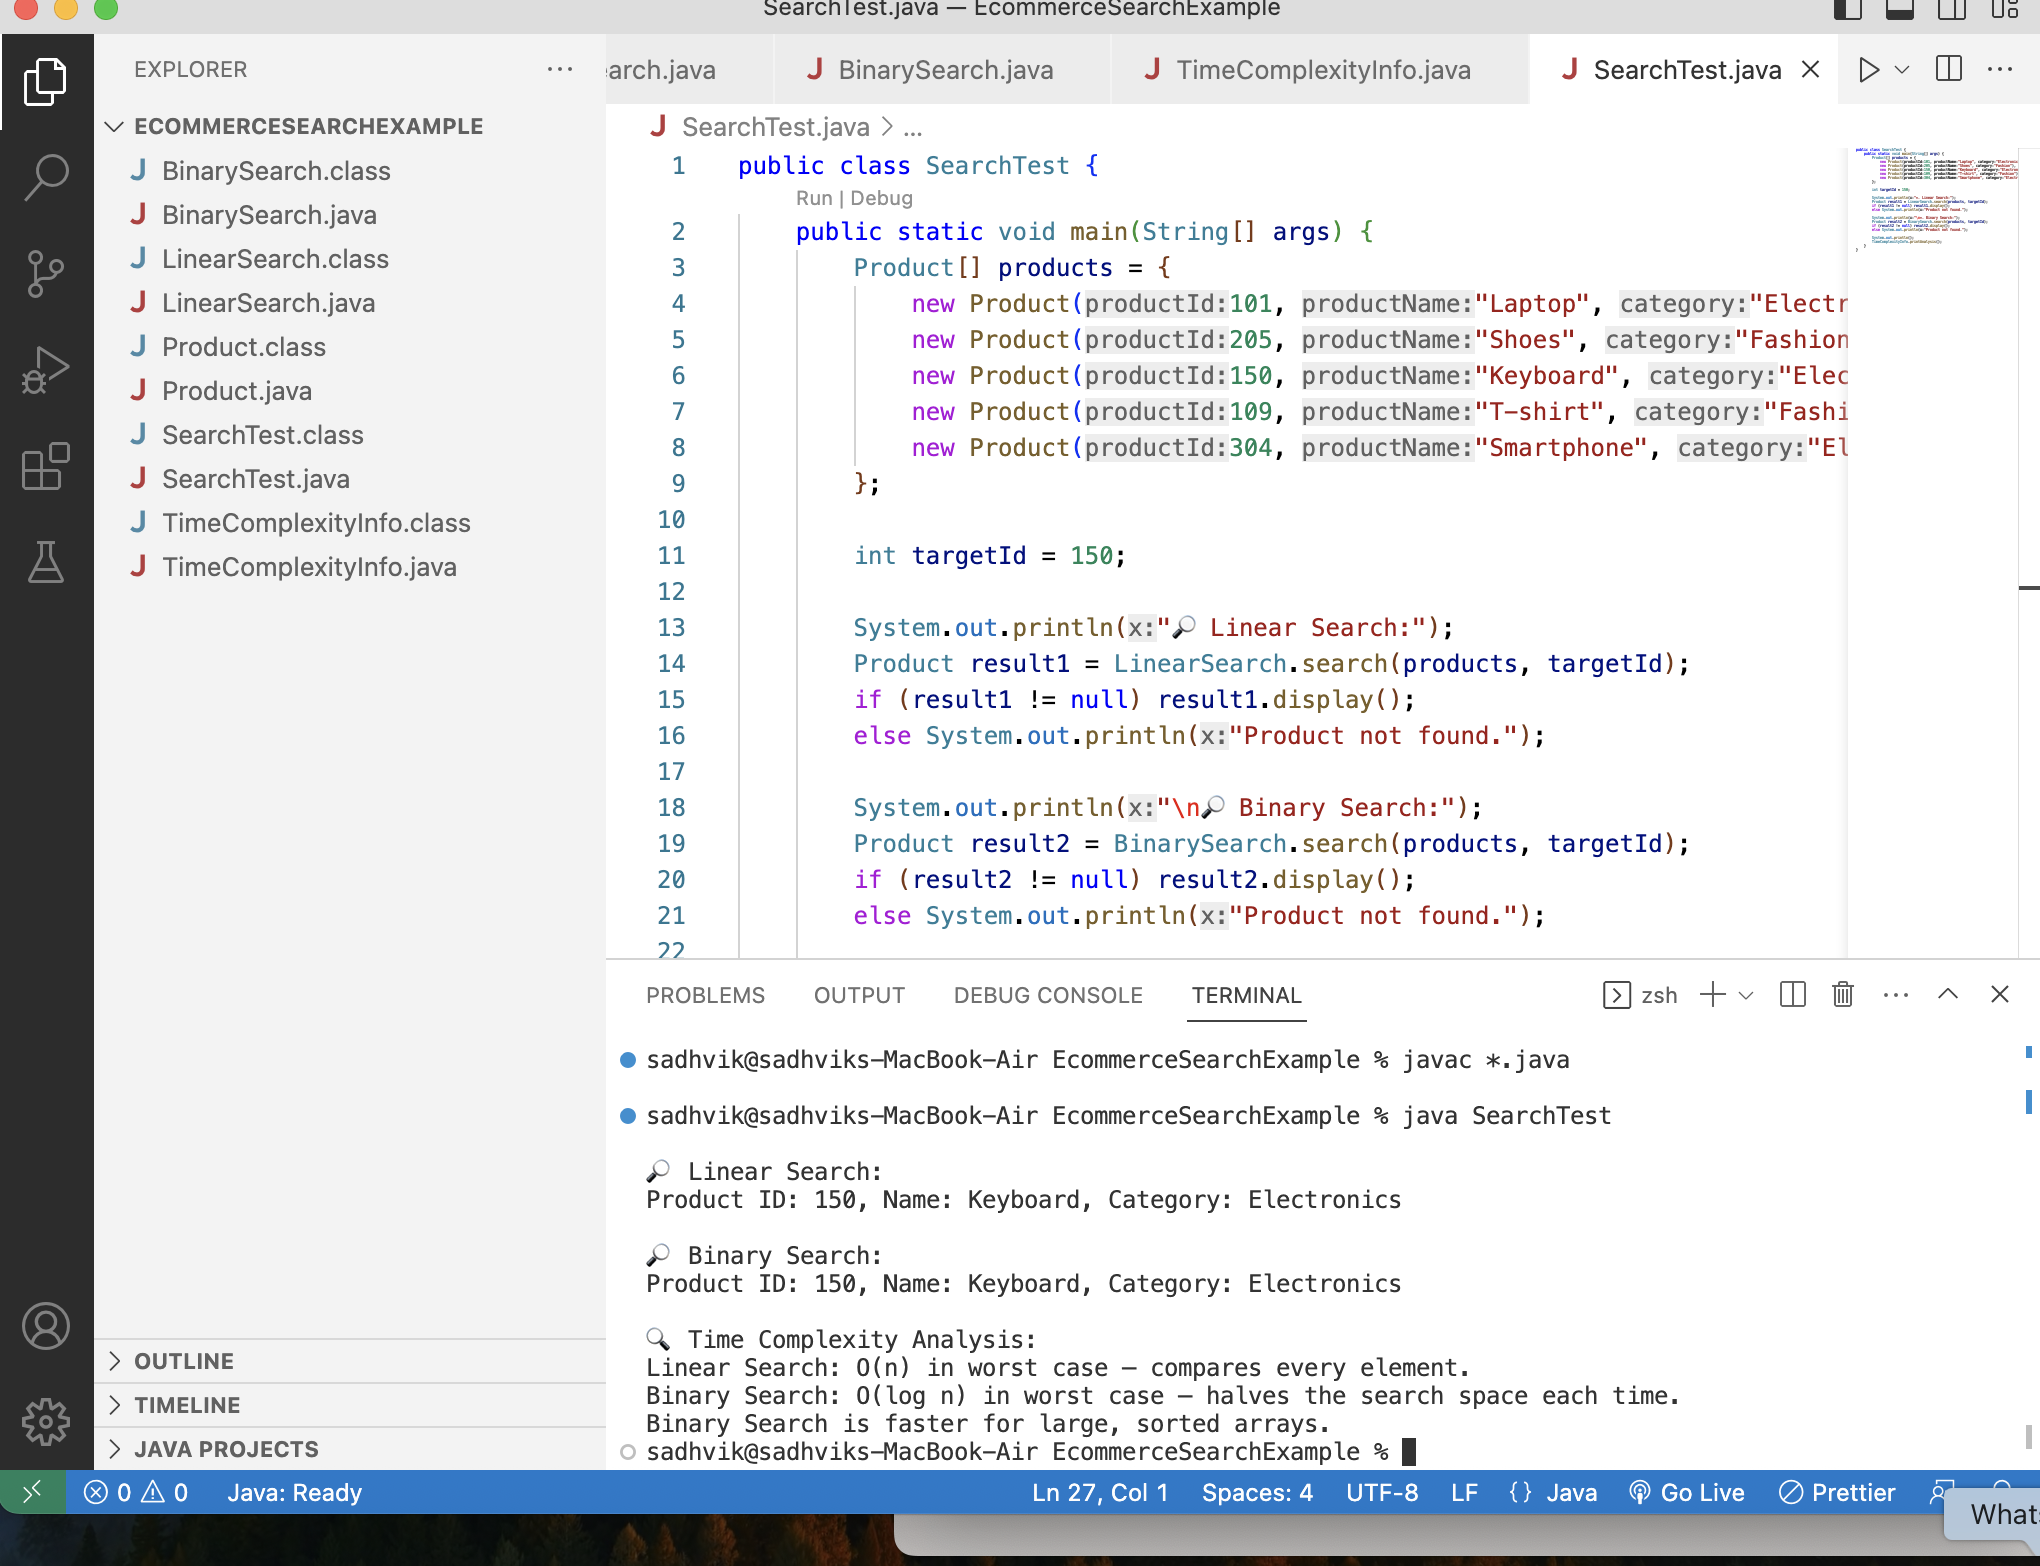 SearchTest.java — EcommerceSearchExample
EXPLORER
ECOMMERCESEARCHEXAMPLE
BinarySearch.class
BinarySearch.java
LinearSearch.class
LinearSearch.java
Product.class
Product.java
SearchTest.class
SearchTest.java
TimeComplexityInfo.class
TimeComplexityInfo.java
OUTLINE
TIMELINE
JAVA PROJECTS
arch.java BinarySearch.java TimeComplexityInfo.java SearchTest.java
SearchTest.java > ...
1 public class SearchTest {
Run | Debug
2 public static void main(String[] args) {
3 Product[] products = {
4 new Product(productId:101, productName:"Laptop", category:"Electr
5 new Product(productId:205, productName:"Shoes", category:"Fashion
6 new Product(productId:150, productName:"Keyboard", category:"Elec
7 new Product(productId:109, productName:"T-shirt", category:"Fashi
8 new Product(productId:304, productName:"Smartphone", category:"El
9 };
10
11 int targetId = 150;
12
13 System.out.println(x:"🔎 Linear Search:");
14 Product result1 = LinearSearch.search(products, targetId);
15 if (result1 != null) result1.display();
16 else System.out.println(x:"Product not found.");
17
18 System.out.println(x:"\n🔎 Binary Search:");
19 Product result2 = BinarySearch.search(products, targetId);
20 if (result2 != null) result2.display();
21 else System.out.println(x:"Product not found.");
22
PROBLEMS OUTPUT DEBUG CONSOLE TERMINAL zsh
sadhvik@sadhviks-MacBook-Air EcommerceSearchExample % javac *.java
sadhvik@sadhviks-MacBook-Air EcommerceSearchExample % java SearchTest
🔎 Linear Search:
Product ID: 150, Name: Keyboard, Category: Electronics
🔎 Binary Search:
Product ID: 150, Name: Keyboard, Category: Electronics
🔍 Time Complexity Analysis:
Linear Search: O(n) in worst case – compares every element.
Binary Search: O(log n) in worst case – halves the search space each time.
Binary Search is faster for large, sorted arrays.
sadhvik@sadhviks-MacBook-Air EcommerceSearchExample %
0 0 Java: Ready Ln 27, Col 1 Spaces: 4 UTF-8 LF {} Java Go Live Prettier
What